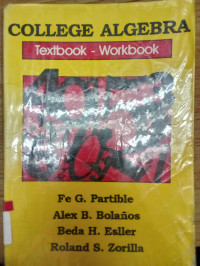 COLLEGE ALGEBRA
Textbook - Workbook
Fe G. Partible
Alex B. Bolaños
Beda H. Esller
Roland S. Zorilla